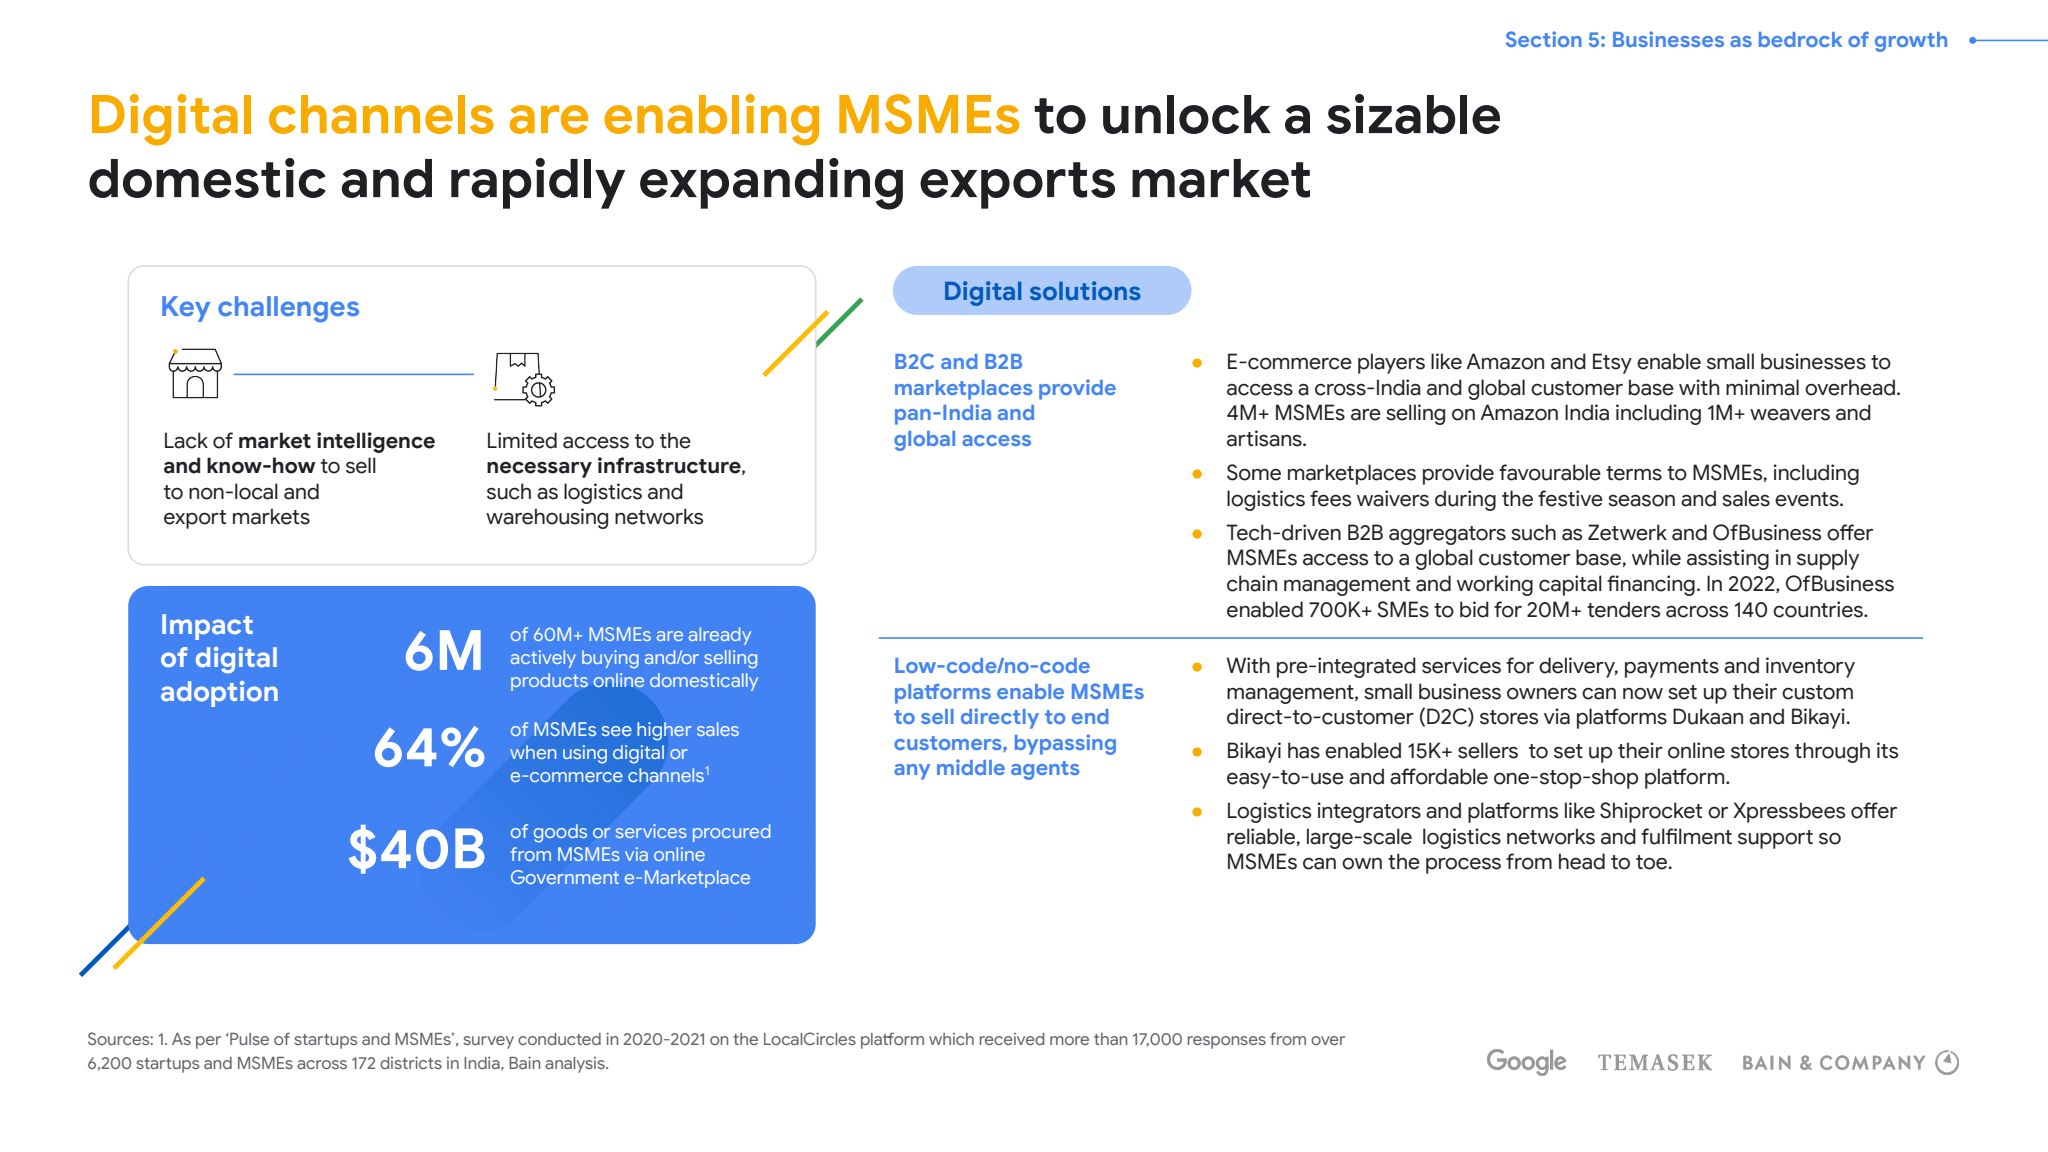 Section 5: Businesses as bedrock of growth
Digital channels are enabling MSMEs to unlock a sizable
domestic and rapidly expanding exports market
Key challenges
Lack of market intelligence
and know-how to sell
to non-local and
export markets
Limited access to the
necessary infrastructure,
such as logistics and
warehousing networks
Impact
of digital
adoption
6M
of 60M+ MSMEs are already
actively buying and/or selling
products online domestically
64%
of MSMEs see higher sales
when using digital or
e-commerce channels¹
$40B
of goods or services procured
from MSMEs via online
Government e-Marketplace
Digital solutions
B2C and B2B
marketplaces provide
pan-India and
global access
● E-commerce players like Amazon and Etsy enable small businesses to
access a cross-India and global customer base with minimal overhead.
4M+ MSMEs are selling on Amazon India including 1M+ weavers and
artisans.
● Some marketplaces provide favourable terms to MSMEs, including
logistics fees waivers during the festive season and sales events.
● Tech-driven B2B aggregators such as Zetwerk and OfBusiness offer
MSMEs access to a global customer base, while assisting in supply
chain management and working capital financing. In 2022, OfBusiness
enabled 700K+ SMEs to bid for 20M+ tenders across 140 countries.
Low-code/no-code
platforms enable MSMEs
to sell directly to end
customers, bypassing
any middle agents
● With pre-integrated services for delivery, payments and inventory
management, small business owners can now set up their custom
direct-to-customer (D2C) stores via platforms Dukaan and Bikayi.
● Bikayi has enabled 15K+ sellers to set up their online stores through its
easy-to-use and affordable one-stop-shop platform.
● Logistics integrators and platforms like Shiprocket or Xpressbees offer
reliable, large-scale logistics networks and fulfilment support so
MSMEs can own the process from head to toe.
Sources: 1. As per ‘Pulse of startups and MSMEs’, survey conducted in 2020-2021 on the LocalCircles platform which received more than 17,000 responses from over
6,200 startups and MSMEs across 172 districts in India, Bain analysis.
Google TEMASEK BAIN & COMPANY